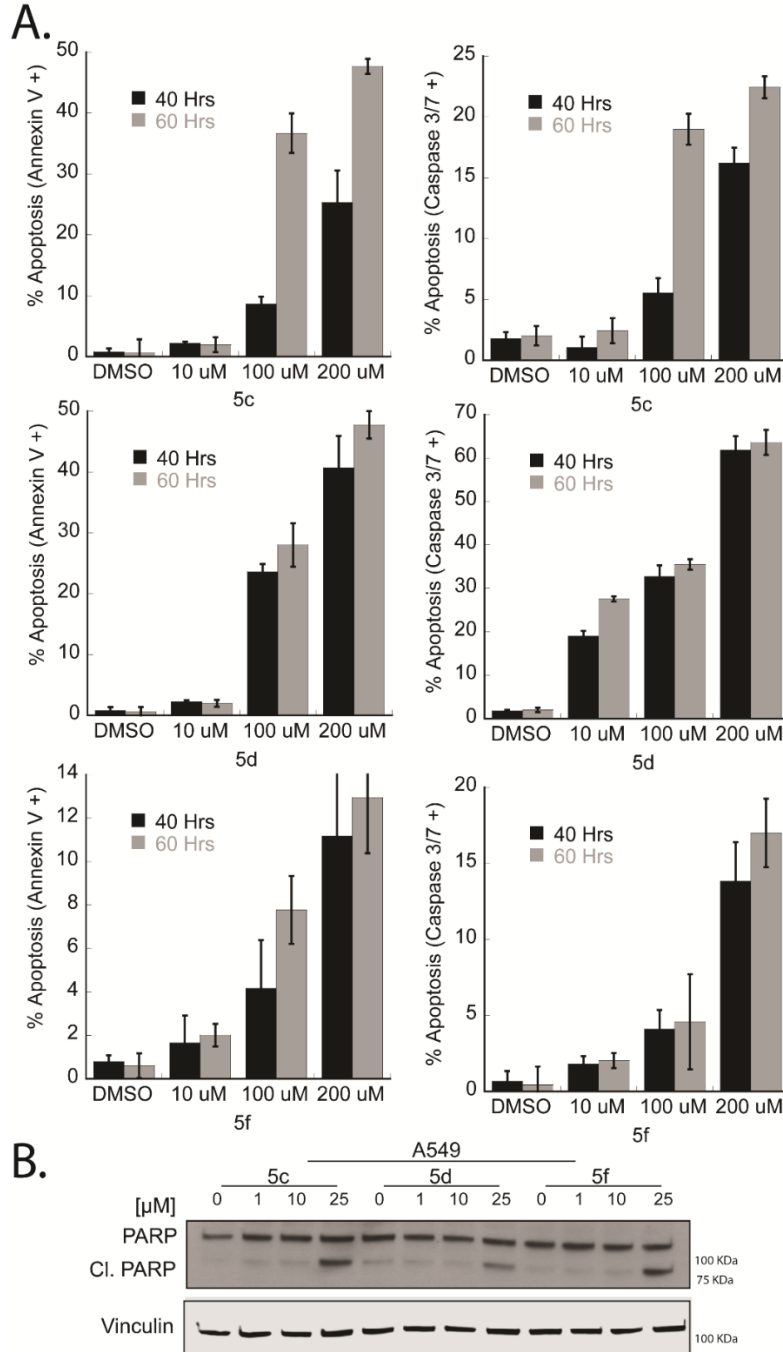 A.
% Apoptosis (Annexin V +)
50
40
30
20
10
0
40 Hrs
60 Hrs
DMSO 10 uM 100 uM 200 uM
5c
% Apoptosis (Caspase 3/7 +)
25
20
15
10
5
0
40 Hrs
60 Hrs
DMSO 10 uM 100 uM 200 uM
5c
% Apoptosis (Annexin V +)
50
40
30
20
10
0
40 Hrs
60 Hrs
DMSO 10 uM 100 uM 200 uM
5d
% Apoptosis (Caspase 3/7 +)
70
60
50
40
30
20
10
0
40 Hrs
60 Hrs
DMSO 10 uM 100 uM 200 uM
5d
% Apoptosis (Annexin V +)
14
12
10
8
6
4
2
0
40 Hrs
60 Hrs
DMSO 10 uM 100 uM 200 uM
5f
% Apoptosis (Caspase 3/7 +)
20
15
10
5
0
40 Hrs
60 Hrs
DMSO 10 uM 100 uM 200 uM
5f
B.
A549
5c 5d 5f
[µM] 0 1 10 25 0 1 10 25 0 1 10 25
PARP
Cl. PARP
100 KDa
75 KDa
Vinculin
100 KDa